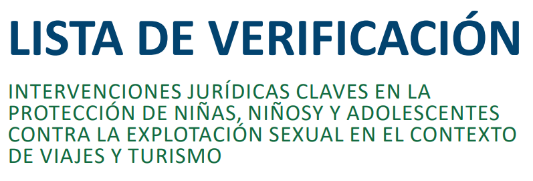 LISTA DE VERIFICACIÓN
INTERVENCIONES JURÍDICAS CLAVES EN LA
PROTECCIÓN DE NIÑAS, NIÑOSY Y ADOLESCENTES
CONTRA LA EXPLOTACIÓN SEXUAL EN EL CONTEXTO
DE VIAJES Y TURISMO